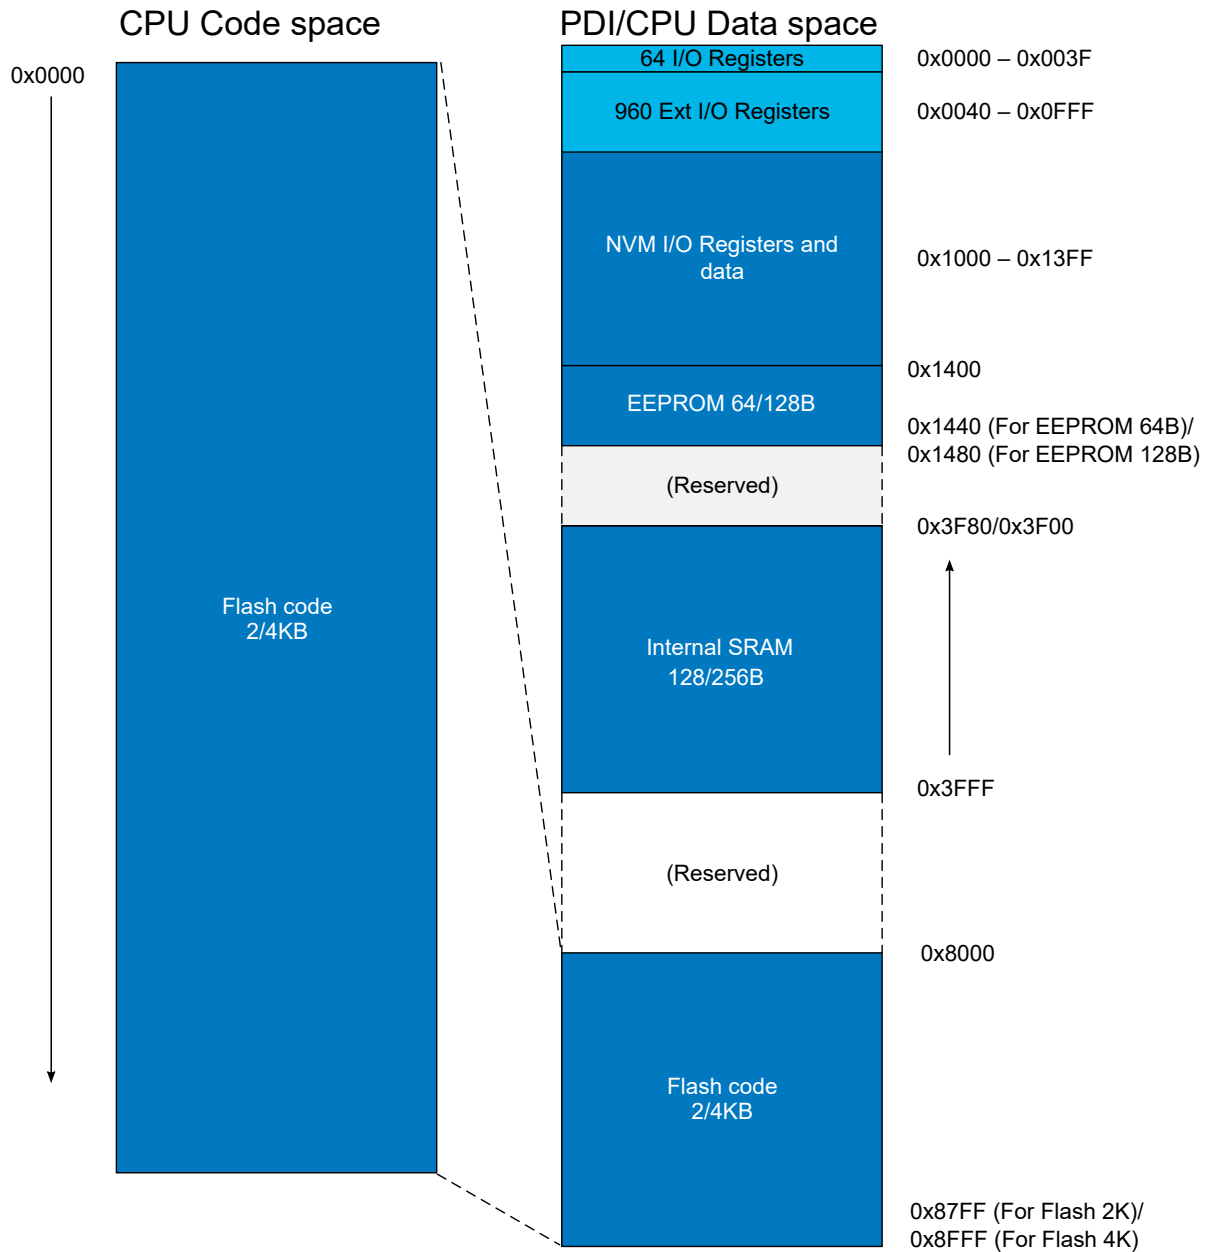 CPU Code space
PDI/CPU Data space
0x0000
64 I/O Registers
0x0000 – 0x003F
960 Ext I/O Registers
0x0040 – 0x0FFF
NVM I/O Registers and
data
0x1000 – 0x13FF
0x1400
EEPROM 64/128B
0x1440 (For EEPROM 64B)/
0x1480 (For EEPROM 128B)
(Reserved)
0x3F80/0x3F00
Flash code
2/4KB
Internal SRAM
128/256B
0x3FFF
(Reserved)
0x8000
Flash code
2/4KB
0x87FF (For Flash 2K)/
0x8FFF (For Flash 4K)